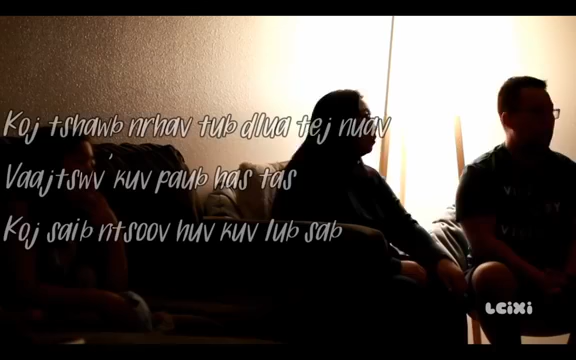 Koj tshawb nrhav tub dlua tej nuav
Vaajtswv kuv paub has tas
Koj saib ntsoov huv kuv lub sab
LCiXi